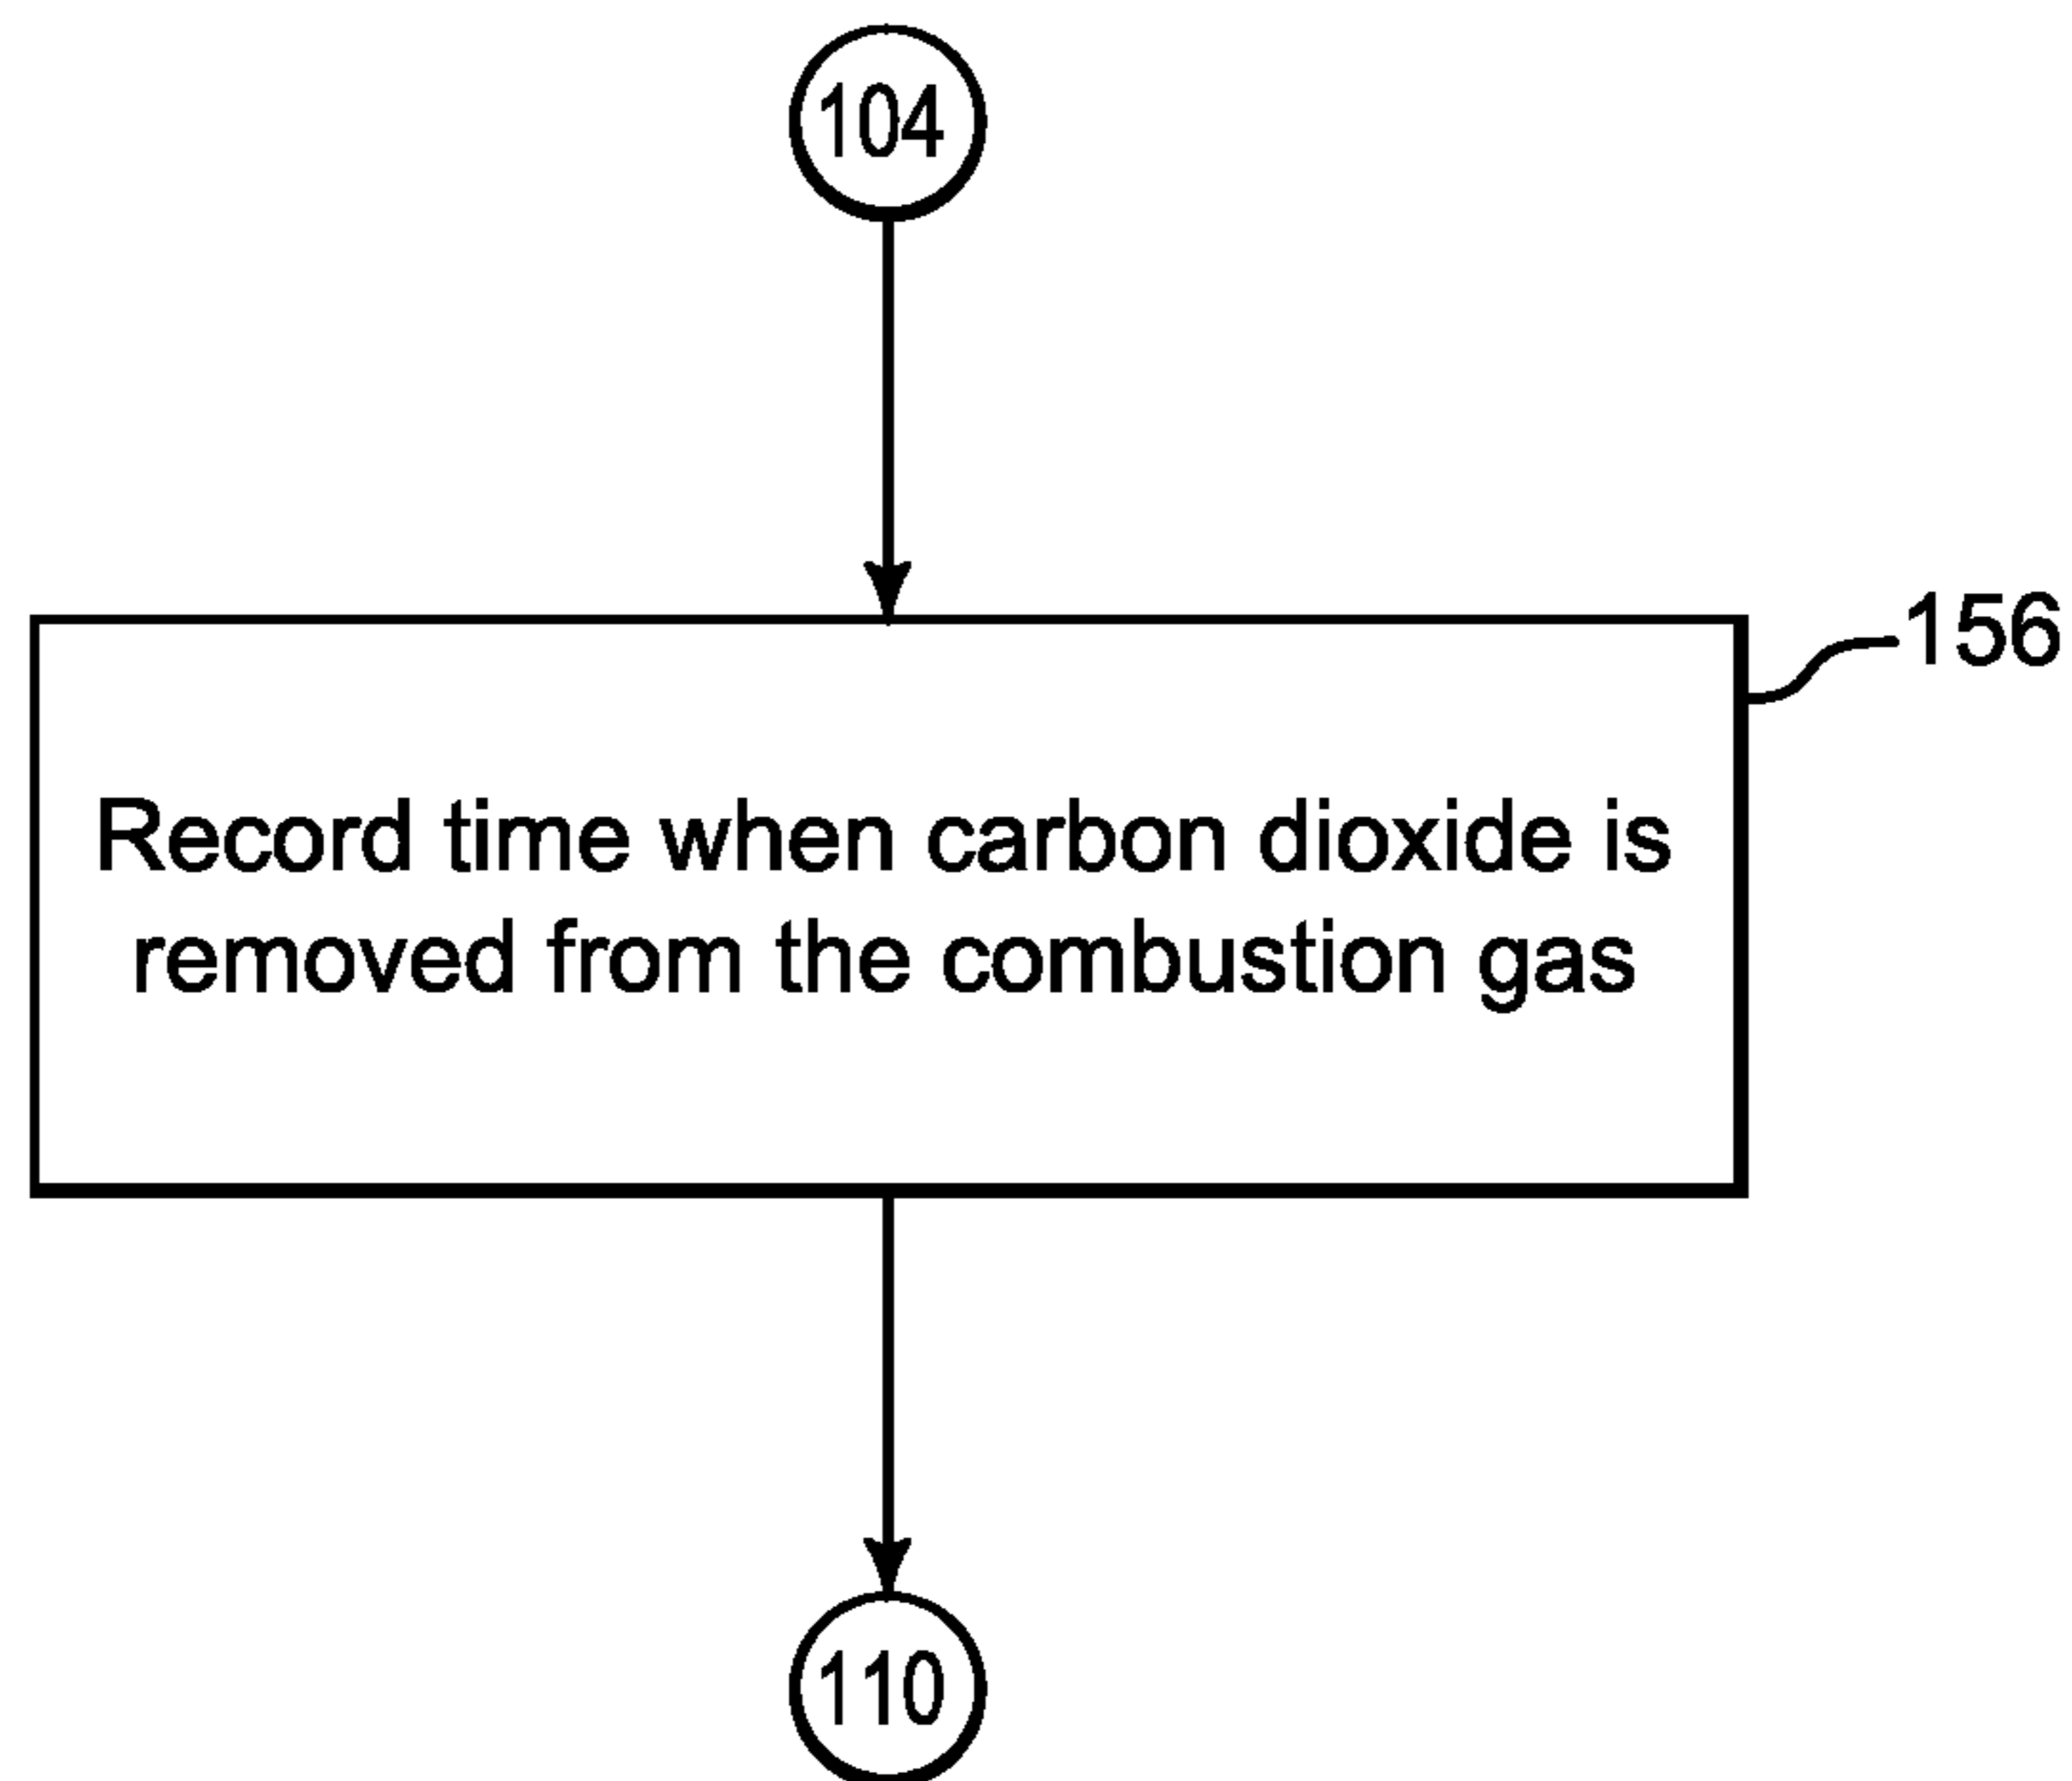 104
156
Record time when carbon dioxide is
removed from the combustion gas
110